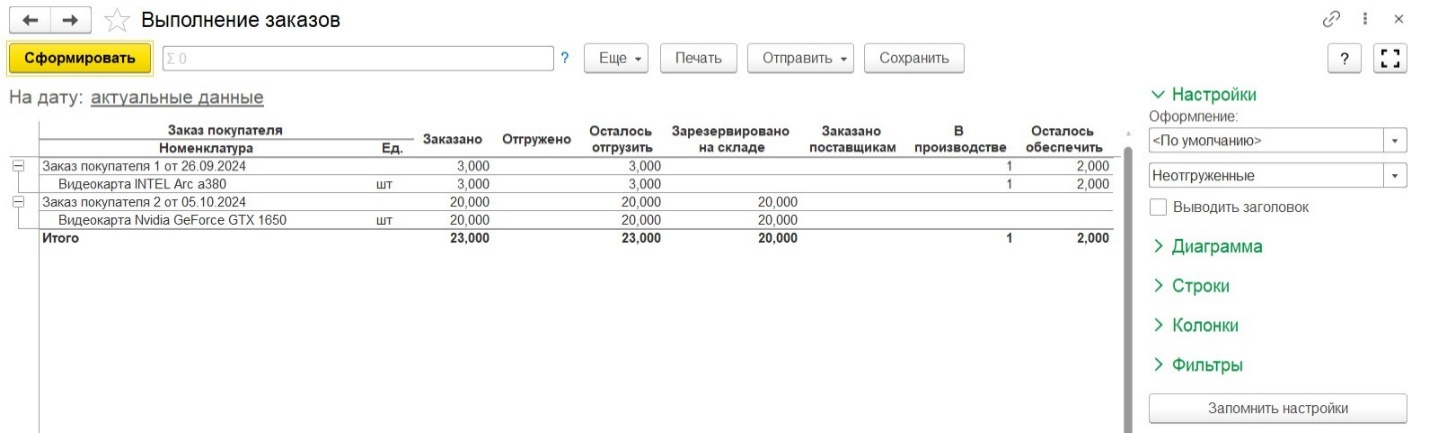 Выполнение заказов
Сформировать Σ 0 ? Еще Печать Отправить Сохранить ?
На дату: актуальные данные
Заказ покупателя Заказано Отгружено Осталось отгрузить Зарезервировано на складе Заказано поставщикам В производстве Осталось обеспечить
Номенклатура Ед.
Заказ покупателя 1 от 26.09.2024 3,000 3,000 1 2,000
Видеокарта INTEL Arc a380 шт 3,000 3,000 1 2,000
Заказ покупателя 2 от 05.10.2024 20,000 20,000 20,000
Видеокарта Nvidia GeForce GTX 1650 шт 20,000 20,000 20,000
Итого 23,000 23,000 20,000 1 2,000
Настройки
Оформление:
<По умолчанию>
Неотгруженные
Выводить заголовок
Диаграмма
Строки
Колонки
Фильтры
Запомнить настройки